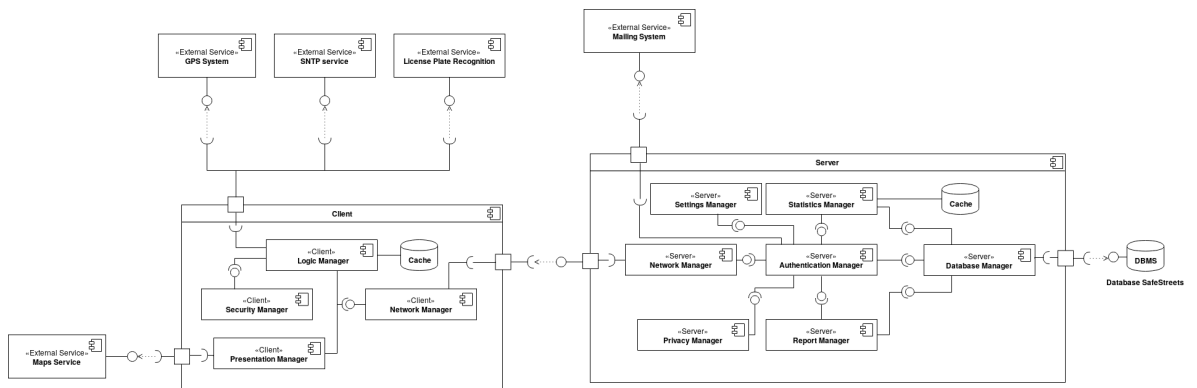 «External Service»
Mailing System
«External Service»
GPS System
«External Service»
SNTP service
«External Service»
License Plate Recognition
Server
«Server»
Settings Manager
«Server»
Statistics Manager
Cache
Client
«Client»
Logic Manager
Cache
«Server»
Network Manager
«Server»
Authentication Manager
«Server»
Database Manager
DBMS
Database SafeStreets
«Client»
Security Manager
«Client»
Network Manager
«Server»
Privacy Manager
«Server»
Report Manager
«External Service»
Maps Service
«Client»
Presentation Manager